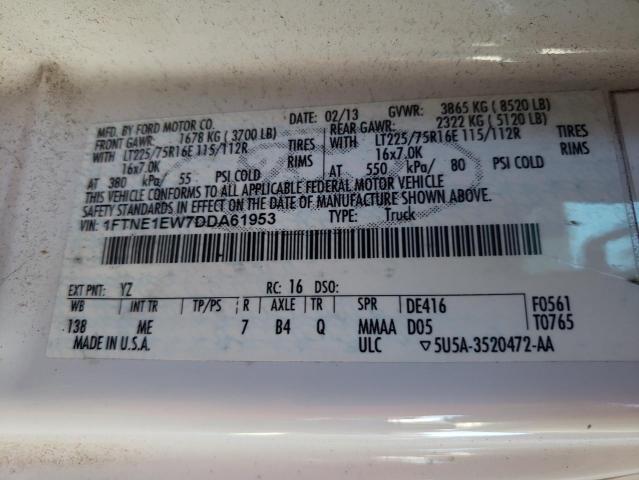 MFD. BY FORD MOTOR CO. DATE: 02/13 GVWR: 3865 KG ( 8520 LB)
FRONT GAWR: 1678 KG ( 3700 LB) REAR GAWR: 2322 KG ( 5120 LB)
WITH LT225/75R16E 115/112R TIRES WITH LT225/75R16E 115/112R TIRES
16x7.0K RIMS 16x7.0K RIMS
AT 380 kPa/ 55 PSI COLD AT 550 kPa/ 80 PSI COLD
THIS VEHICLE CONFORMS TO ALL APPLICABLE FEDERAL MOTOR VEHICLE
SAFETY STANDARDS IN EFFECT ON THE DATE OF MANUFACTURE SHOWN ABOVE.
VIN: 1FTNE1EW7DDA61953 TYPE: Truck
EXT PNT: YZ RC: 16 DSO:
WB INT TR TP/PS R AXLE TR SPR DE416 F0561
138 ME 7 B4 Q MMAA D05 T0765
MADE IN U.S.A. ULC ▽5U5A-3520472-AA